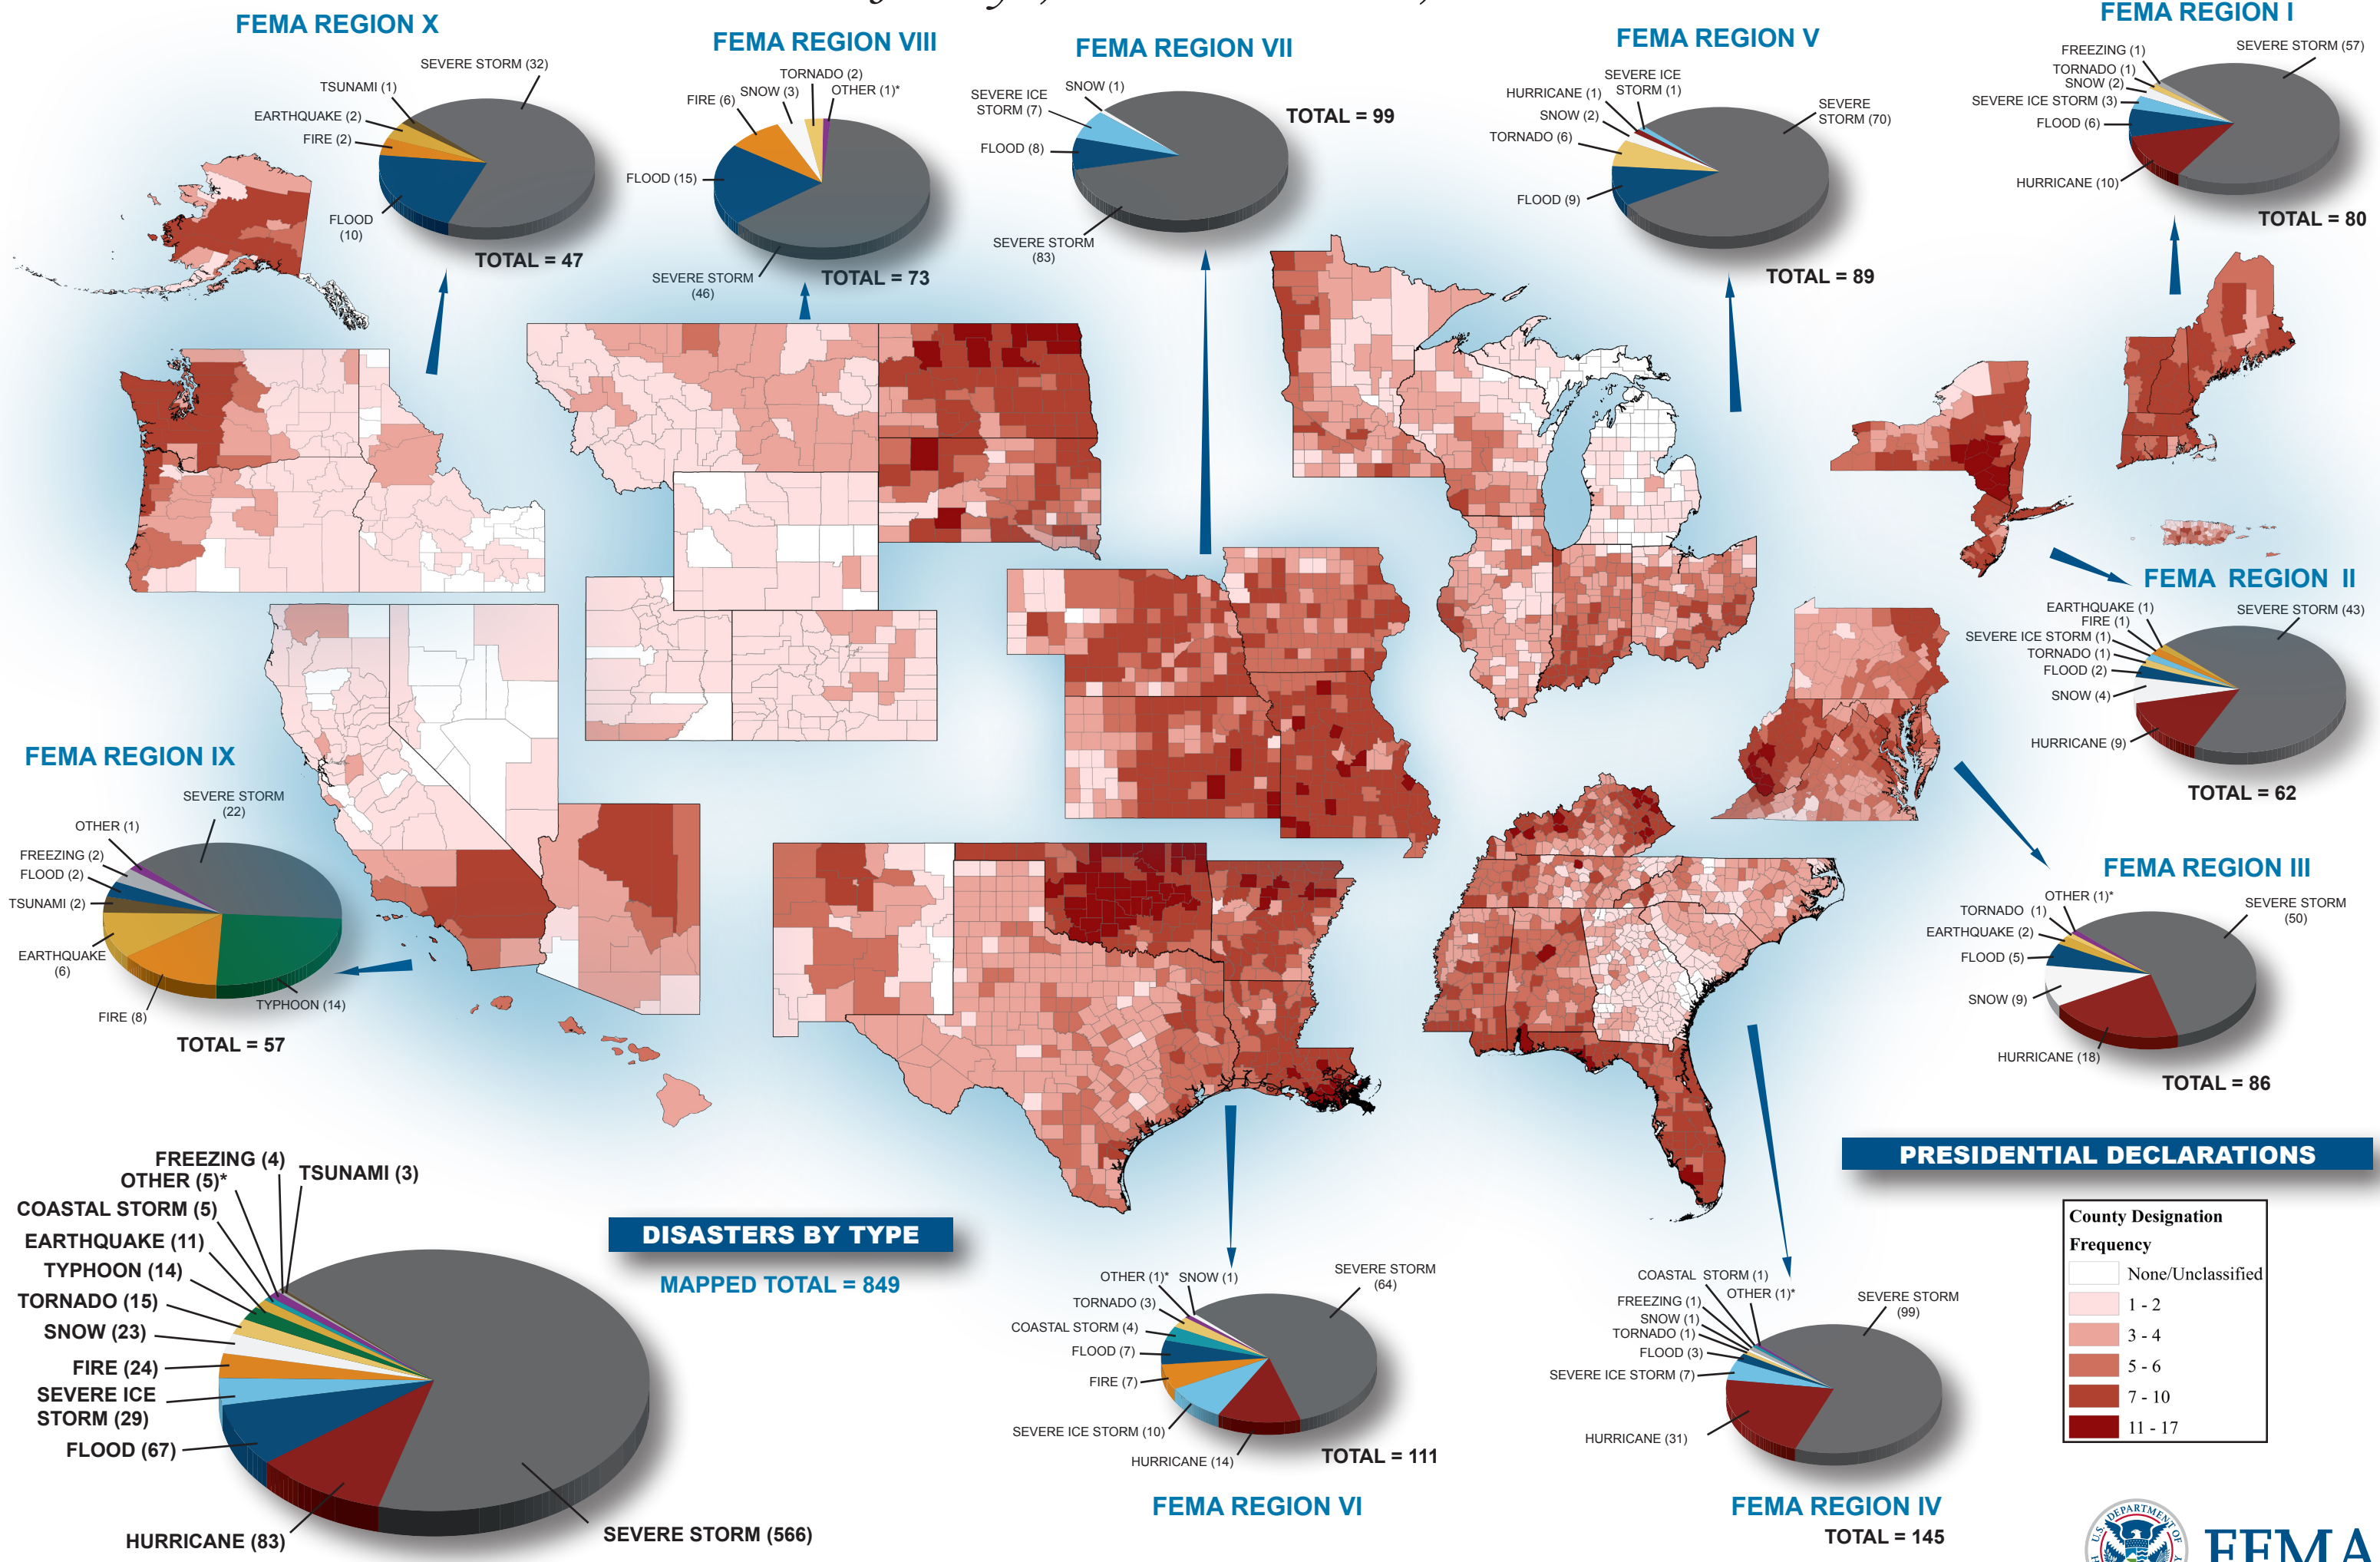 FEMA REGION X
SEVERE STORM (32)
TSUNAMI (1)
EARTHQUAKE (2)
FIRE (2)
FLOOD
(10)
TOTAL = 47
FEMA REGION VIII
TORNADO (2)
SNOW (3)
OTHER (1)*
FIRE (6)
FLOOD (15)
SEVERE STORM
(46)
TOTAL = 73
FEMA REGION VII
SNOW (1)
SEVERE ICE
STORM (7)
FLOOD (8)
SEVERE STORM
(83)
TOTAL = 99
FEMA REGION V
SEVERE ICE
STORM (1)
HURRICANE (1)
SNOW (2)
TORNADO (6)
FLOOD (9)
SEVERE
STORM (70)
TOTAL = 89
FEMA REGION I
FREEZING (1)
SEVERE STORM (57)
TORNADO (1)
SNOW (2)
SEVERE ICE STORM (3)
FLOOD (6)
HURRICANE (10)
TOTAL = 80
FEMA REGION II
EARTHQUAKE (1)
SEVERE STORM (43)
FIRE (1)
SEVERE ICE STORM (1)
TORNADO (1)
FLOOD (2)
SNOW (4)
HURRICANE (9)
TOTAL = 62
FEMA REGION IX
SEVERE STORM
(22)
OTHER (1)
FREEZING (2)
FLOOD (2)
TSUNAMI (2)
EARTHQUAKE
(6)
FIRE (8)
TYPHOON (14)
TOTAL = 57
FEMA REGION III
OTHER (1)*
SEVERE STORM
(50)
TORNADO (1)
EARTHQUAKE (2)
FLOOD (5)
SNOW (9)
HURRICANE (18)
TOTAL = 86
FREEZING (4)
TSUNAMI (3)
OTHER (5)*
COASTAL STORM (5)
EARTHQUAKE (11)
TYPHOON (14)
TORNADO (15)
SNOW (23)
FIRE (24)
SEVERE ICE
STORM (29)
FLOOD (67)
HURRICANE (83)
SEVERE STORM (566)
DISASTERS BY TYPE
MAPPED TOTAL = 849
OTHER (1)*
SNOW (1)
SEVERE STORM
(64)
TORNADO (3)
COASTAL STORM (4)
FLOOD (7)
FIRE (7)
SEVERE ICE STORM (10)
HURRICANE (14)
TOTAL = 111
FEMA REGION VI
COASTAL STORM (1)
OTHER (1)*
SEVERE STORM
(99)
FREEZING (1)
SNOW (1)
TORNADO (1)
FLOOD (3)
SEVERE ICE STORM (7)
HURRICANE (31)
FEMA REGION IV
TOTAL = 145
PRESIDENTIAL DECLARATIONS
County Designation
Frequency
None/Unclassified
1 - 2
3 - 4
5 - 6
7 - 10
11 - 17
U.S. DEPARTMENT OF
FEMA